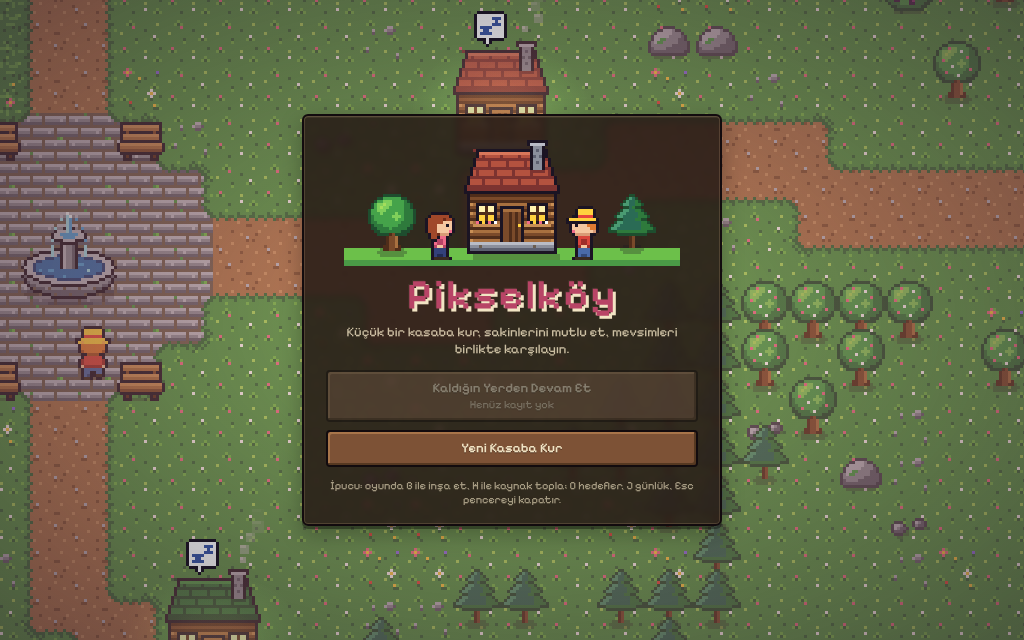 Pikselköy
Küçük bir kasaba kur, sakinlerini mutlu et, mevsimleri
birlikte karşılayın.
Kaldığın Yerden Devam Et
Henüz kayıt yok
Yeni Kasaba Kur
İpucu: oyunda B ile inşa et, H ile kaynak topla; O hedefler, J günlük, Esc
pencereyi kapatır.